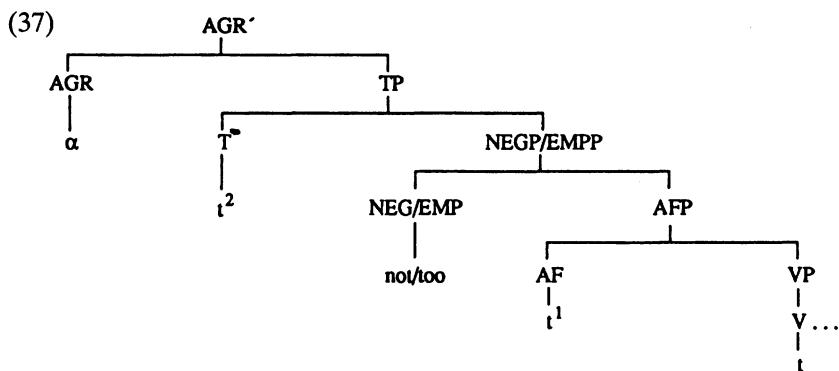 (37) AGR´
AGR TP
α T NEGP/EMPP
t² NEG/EMP AFP
not/too AF VP
t¹ V ...
t